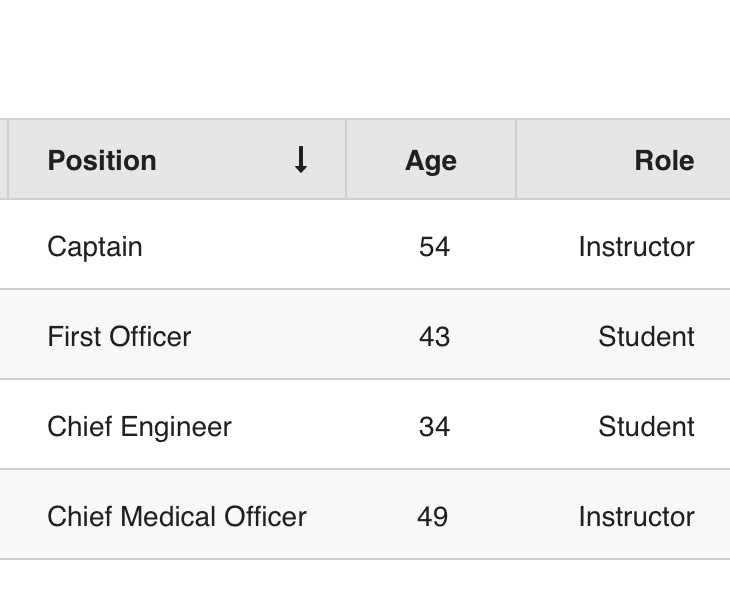 Position ↓ Age Role
Captain 54 Instructor
First Officer 43 Student
Chief Engineer 34 Student
Chief Medical Officer 49 Instructor